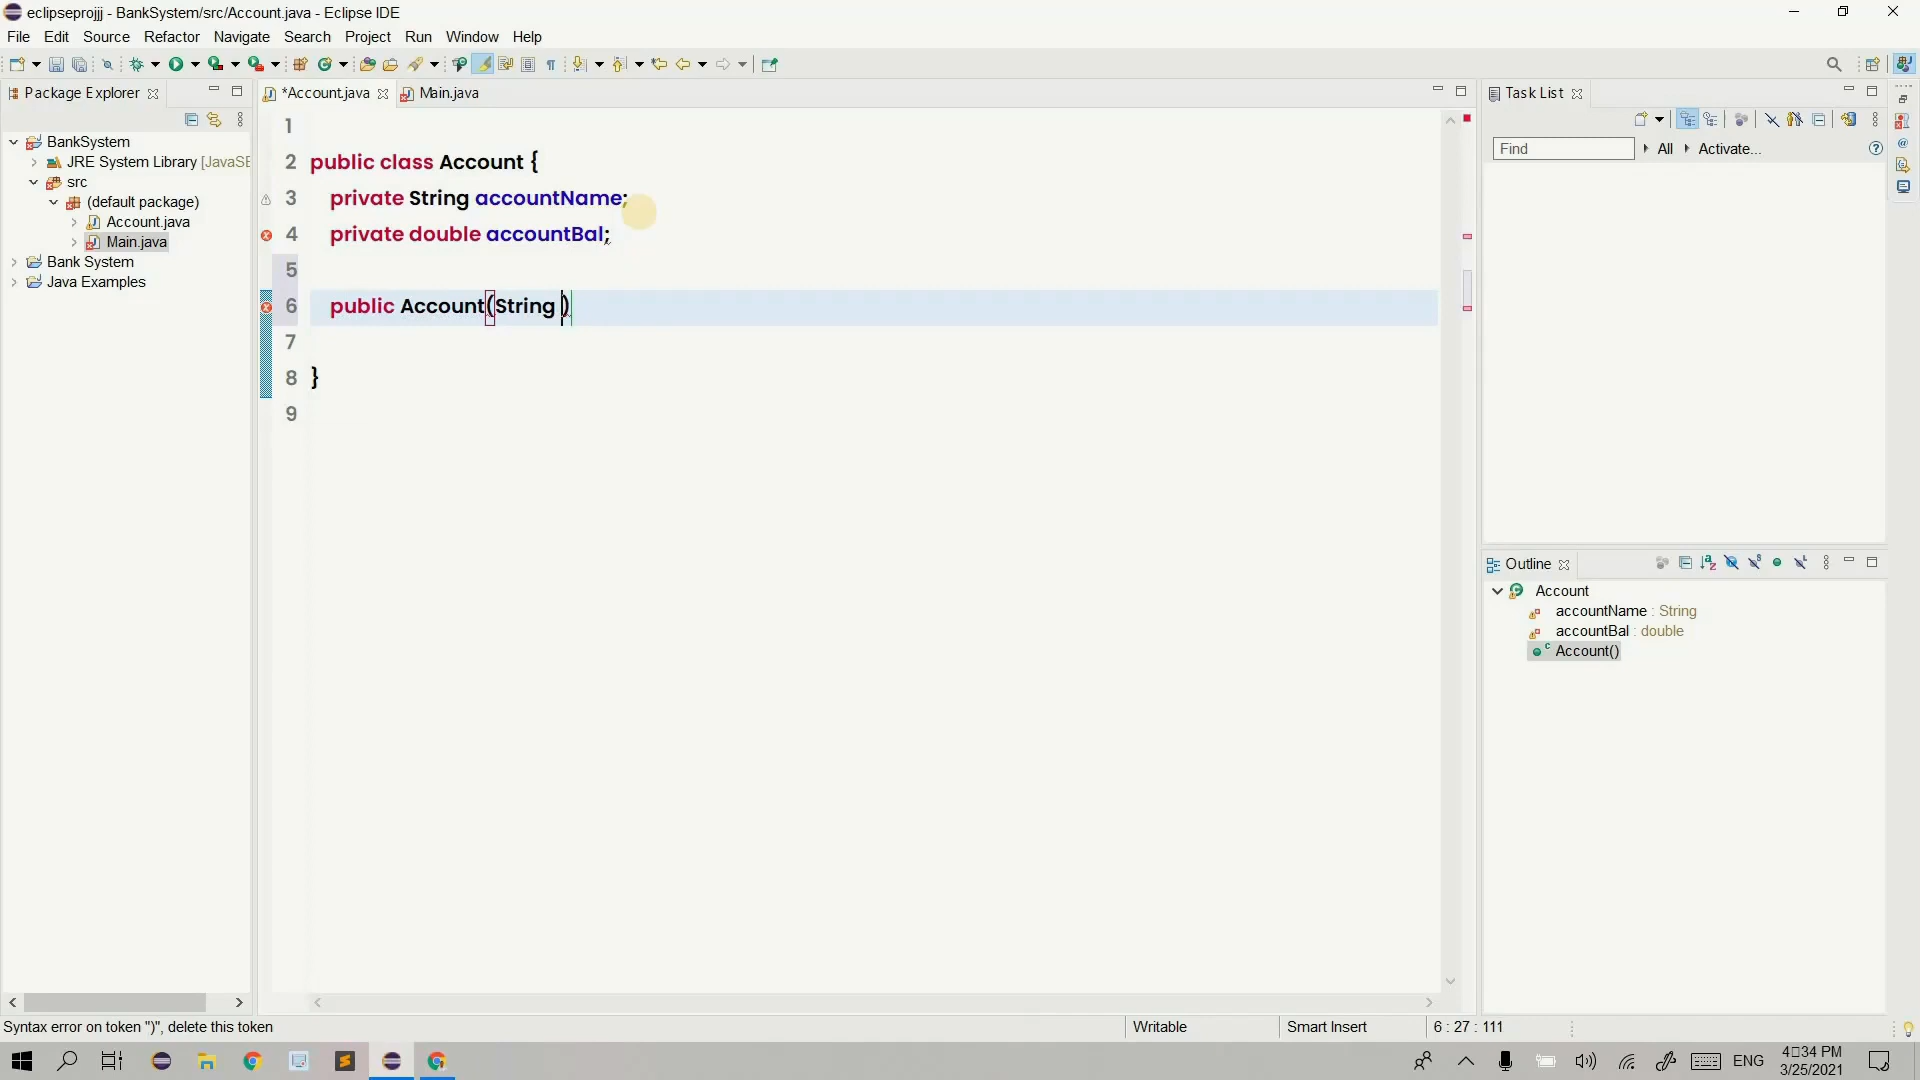 eclipseprojjj - BankSystem/src/Account.java - Eclipse IDE
File Edit Source Refactor Navigate Search Project Run Window Help
Package Explorer
*Account.java Main.java
Task List
BankSystem
JRE System Library [JavaSE
src
(default package)
Account.java
Main.java
Bank System
Java Examples
1
2 public class Account {
3 private String accountName;
4 private double accountBal;
5
6 public Account(String )
7
8 }
9
Find All Activate...
Outline
Account
accountName : String
accountBal : double
Account()
Syntax error on token ")", delete this token Writable Smart Insert 6 : 27 : 111
ENG
4:34 PM
3/25/2021